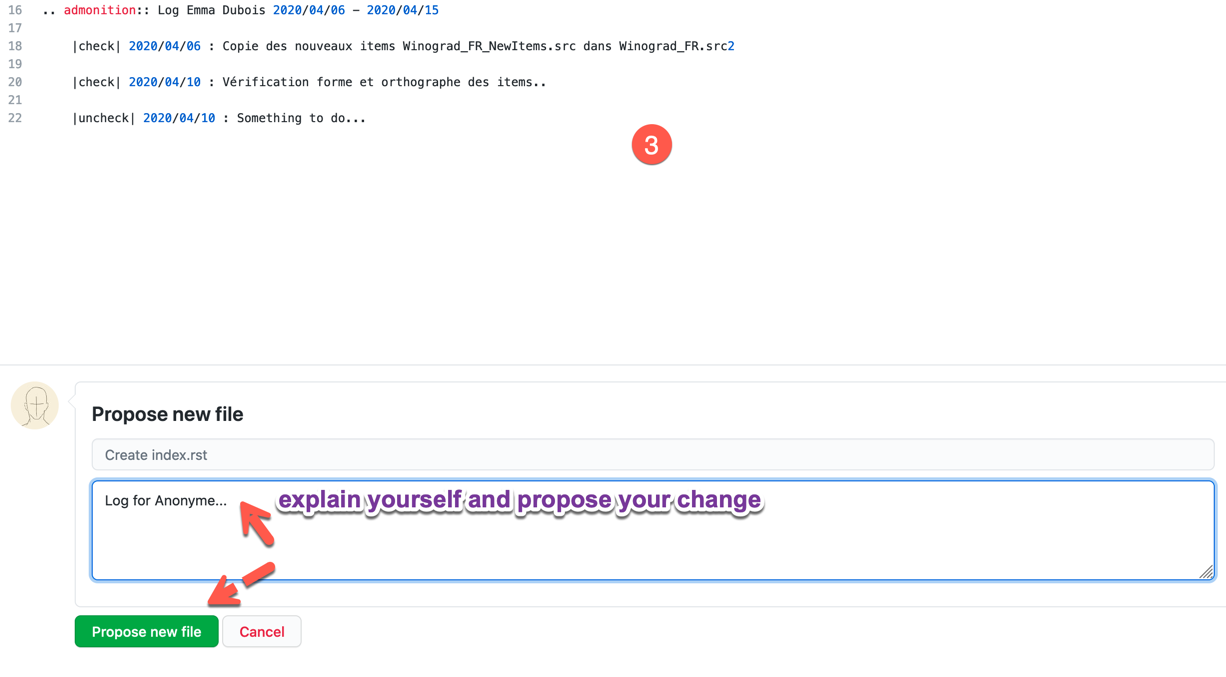 16 .. admonition:: Log Emma Dubois 2020/04/06 - 2020/04/15
17
18 |check| 2020/04/06 : Copie des nouveaux items Winograd_FR_NewItems.src dans Winograd_FR.src2
19
20 |check| 2020/04/10 : Vérification forme et orthographe des items..
21
22 |uncheck| 2020/04/10 : Something to do...
3
Propose new file
Create index.rst
Log for Anonyme...
explain yourself and propose your change
Propose new file
Cancel